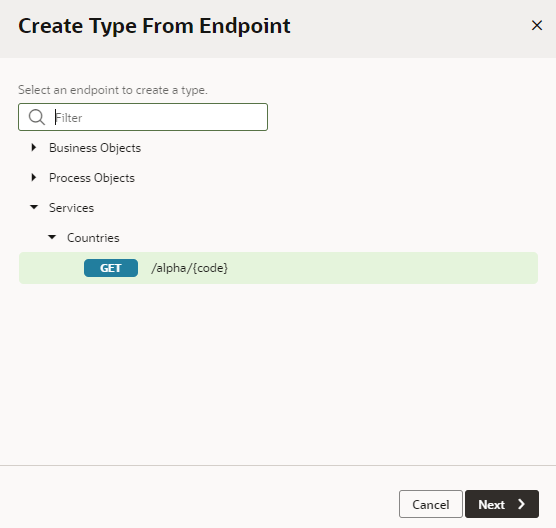 Create Type From Endpoint
Select an endpoint to create a type.
Filter
Business Objects
Process Objects
Services
Countries
GET /alpha/{code}
Cancel Next